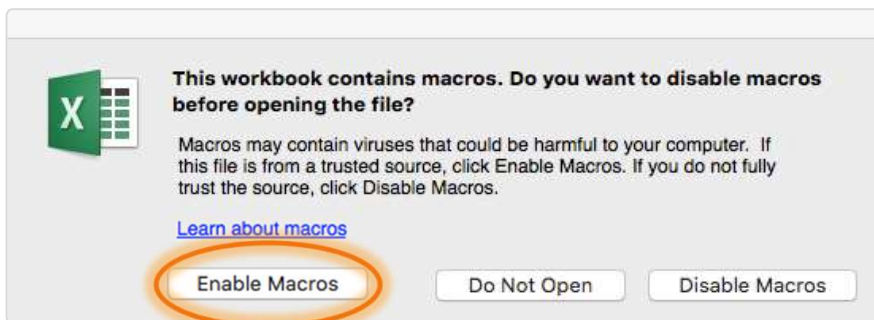 This workbook contains macros. Do you want to disable macros
before opening the file?
Macros may contain viruses that could be harmful to your computer. If
this file is from a trusted source, click Enable Macros. If you do not fully
trust the source, click Disable Macros.
Learn about macros
Enable Macros Do Not Open Disable Macros